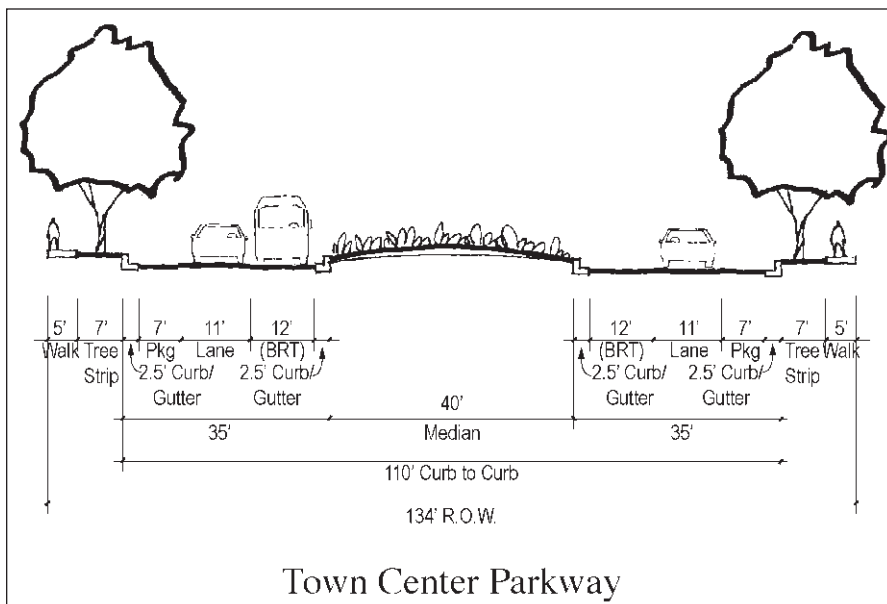 5' 7' 7' 11' 12' 12' 11' 7' 7' 5'
Walk Tree Pkg Lane (BRT) (BRT) Lane Pkg Tree Walk
Strip 2.5' Curb/ 2.5' Curb/ 2.5' Curb/ 2.5' Curb/ Strip
Gutter Gutter Gutter Gutter
40'
35' Median 35'
110' Curb to Curb
134' R.O.W.
Town Center Parkway